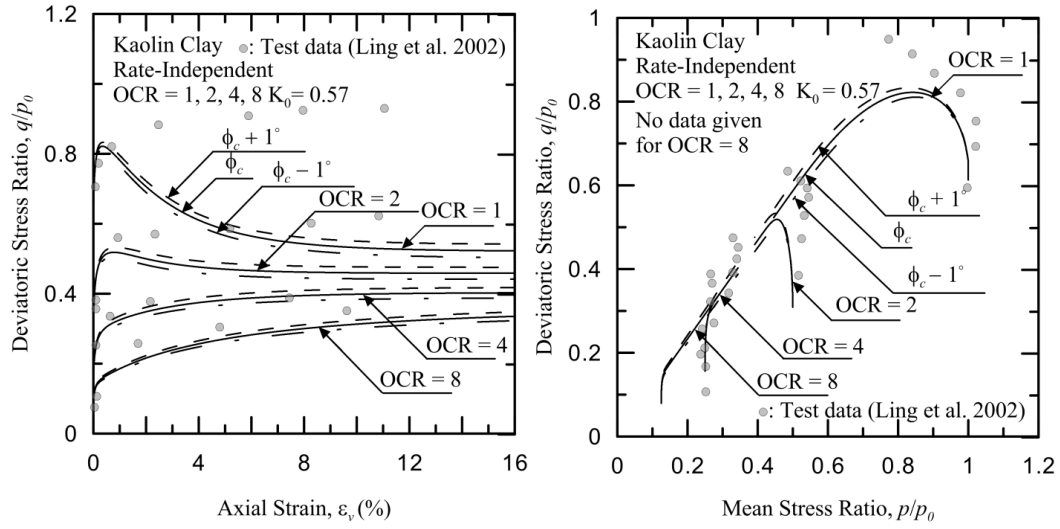 Kaolin Clay
: Test data (Ling et al. 2002)
Rate-Independent
OCR = 1, 2, 4, 8 K0 = 0.57
ϕc + 1°
ϕc
ϕc − 1°
OCR = 2
OCR = 1
OCR = 4
OCR = 8
1.2
0.8
0.4
0
0
4
8
12
16
Deviatoric Stress Ratio, q/p0
Axial Strain, εv (%)
Kaolin Clay
Rate-Independent
OCR = 1, 2, 4, 8 K0 = 0.57
No data given
for OCR = 8
OCR = 1
ϕc + 1°
ϕc
ϕc − 1°
OCR = 2
OCR = 4
OCR = 8
: Test data (Ling et al. 2002)
1
0.8
0.6
0.4
0.2
0
0
0.2
0.4
0.6
0.8
1
1.2
Deviatoric Stress Ratio, q/p0
Mean Stress Ratio, p/p0